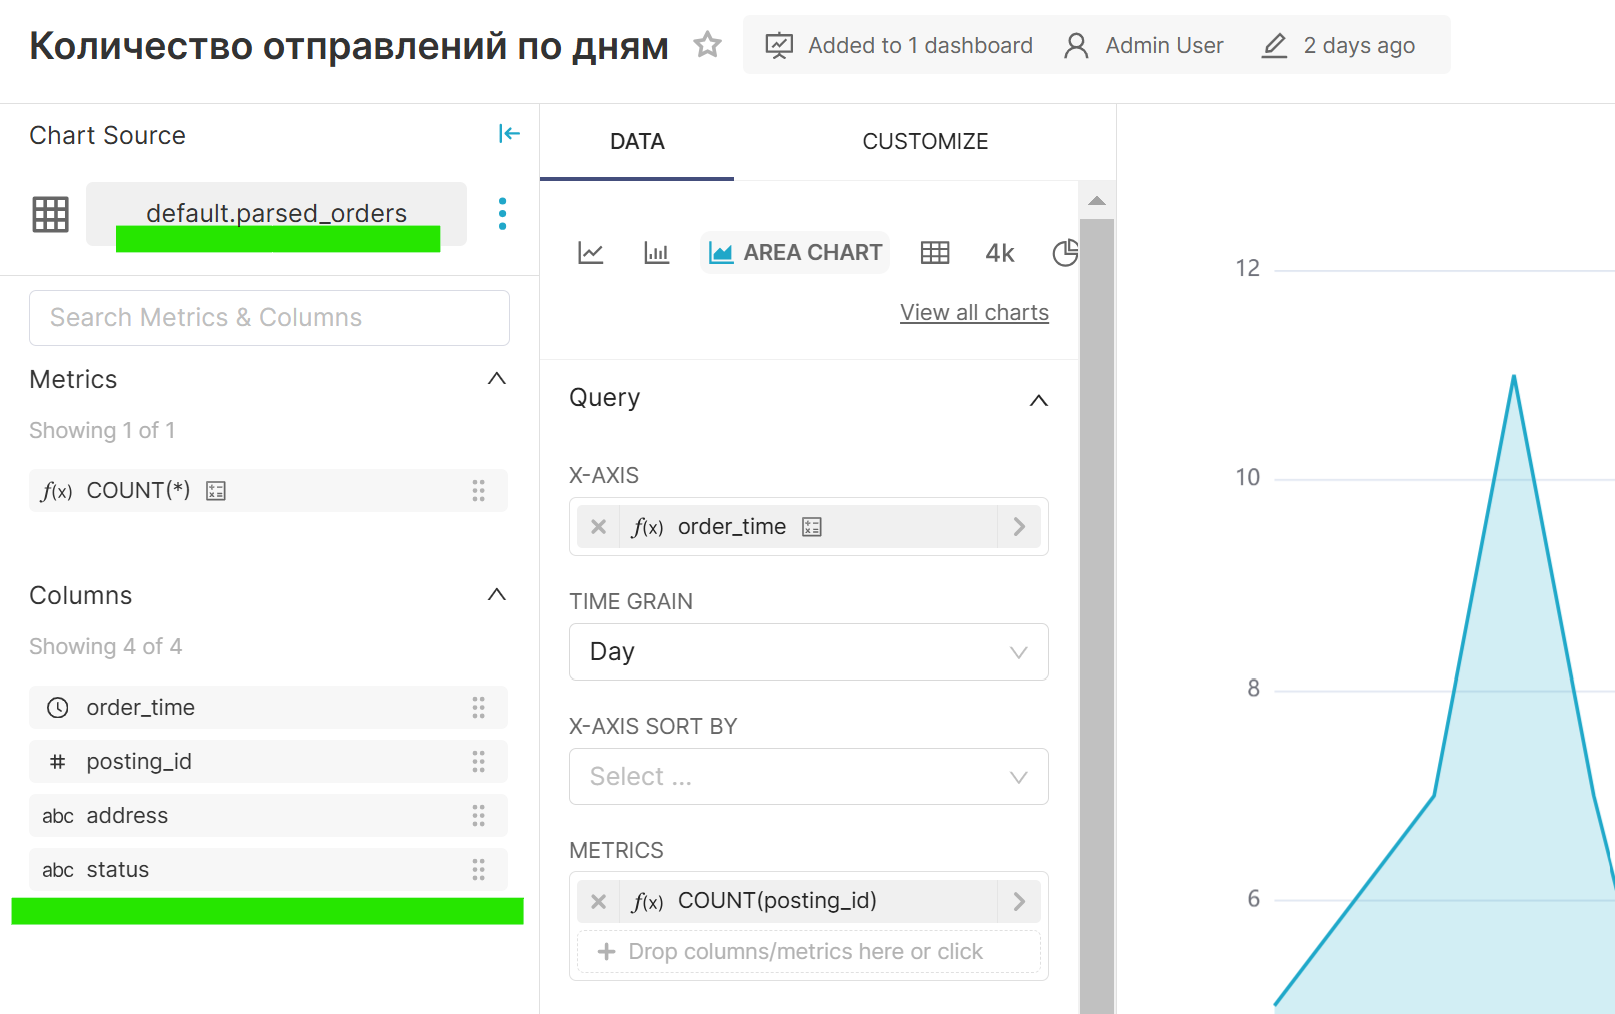 Количество отправлений по дням
Added to 1 dashboard
Admin User
2 days ago
Chart Source
default.parsed_orders
Search Metrics & Columns
Metrics
Showing 1 of 1
f(x) COUNT(*)
Columns
Showing 4 of 4
order_time
# posting_id
abc address
abc status
DATA
CUSTOMIZE
AREA CHART
4k
View all charts
Query
X-AXIS
f(x) order_time
TIME GRAIN
Day
X-AXIS SORT BY
Select ...
METRICS
f(x) COUNT(posting_id)
Drop columns/metrics here or click
12
10
8
6